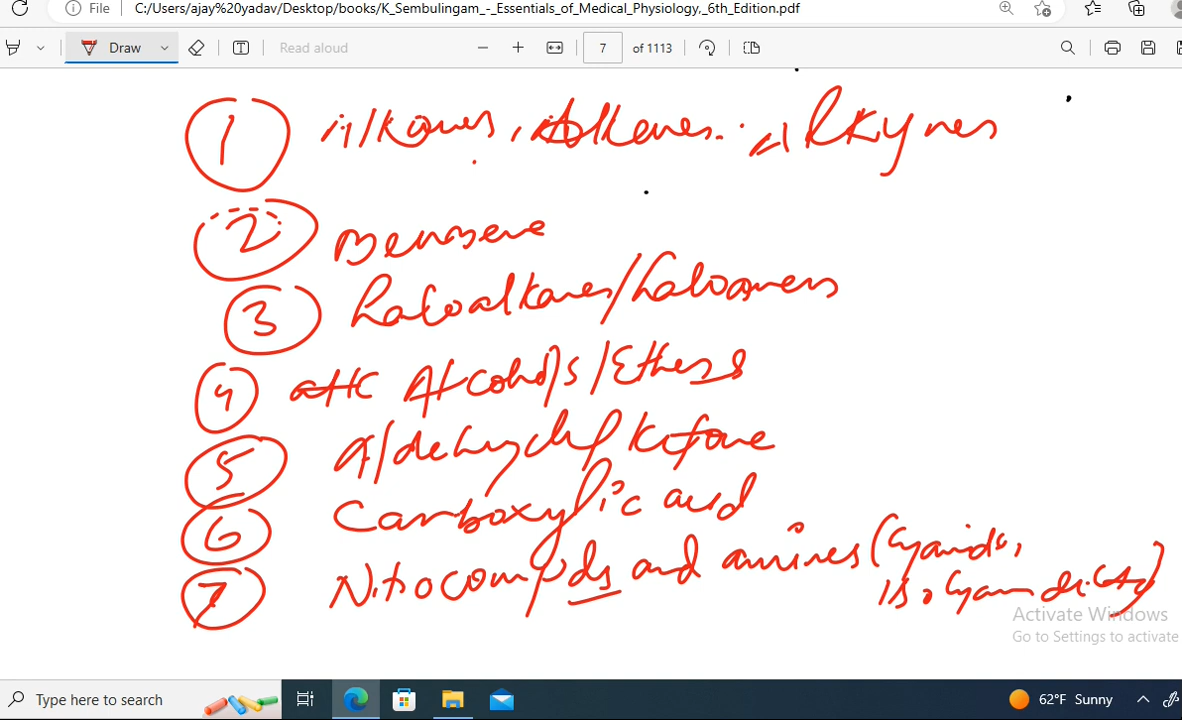 File C:/Users/ajay%20yadav/Desktop/books/K_Sembulingam_-_Essentials_of_Medical_Physiology,_6th_Edition.pdf
Draw Read aloud 7 of 1113
1 Alkanes, Alkenes. Alkynes
2 Benzene
3 haloalkanes/haloarenes
4 Alcohols/Ethers
5 Aldehyde/ketone
6 Carboxylic acid
7 Nitrocompds and amines (Cyanide,
Isocyanide
Activate Windows
Go to Settings to activate
Type here to search 62°F Sunny